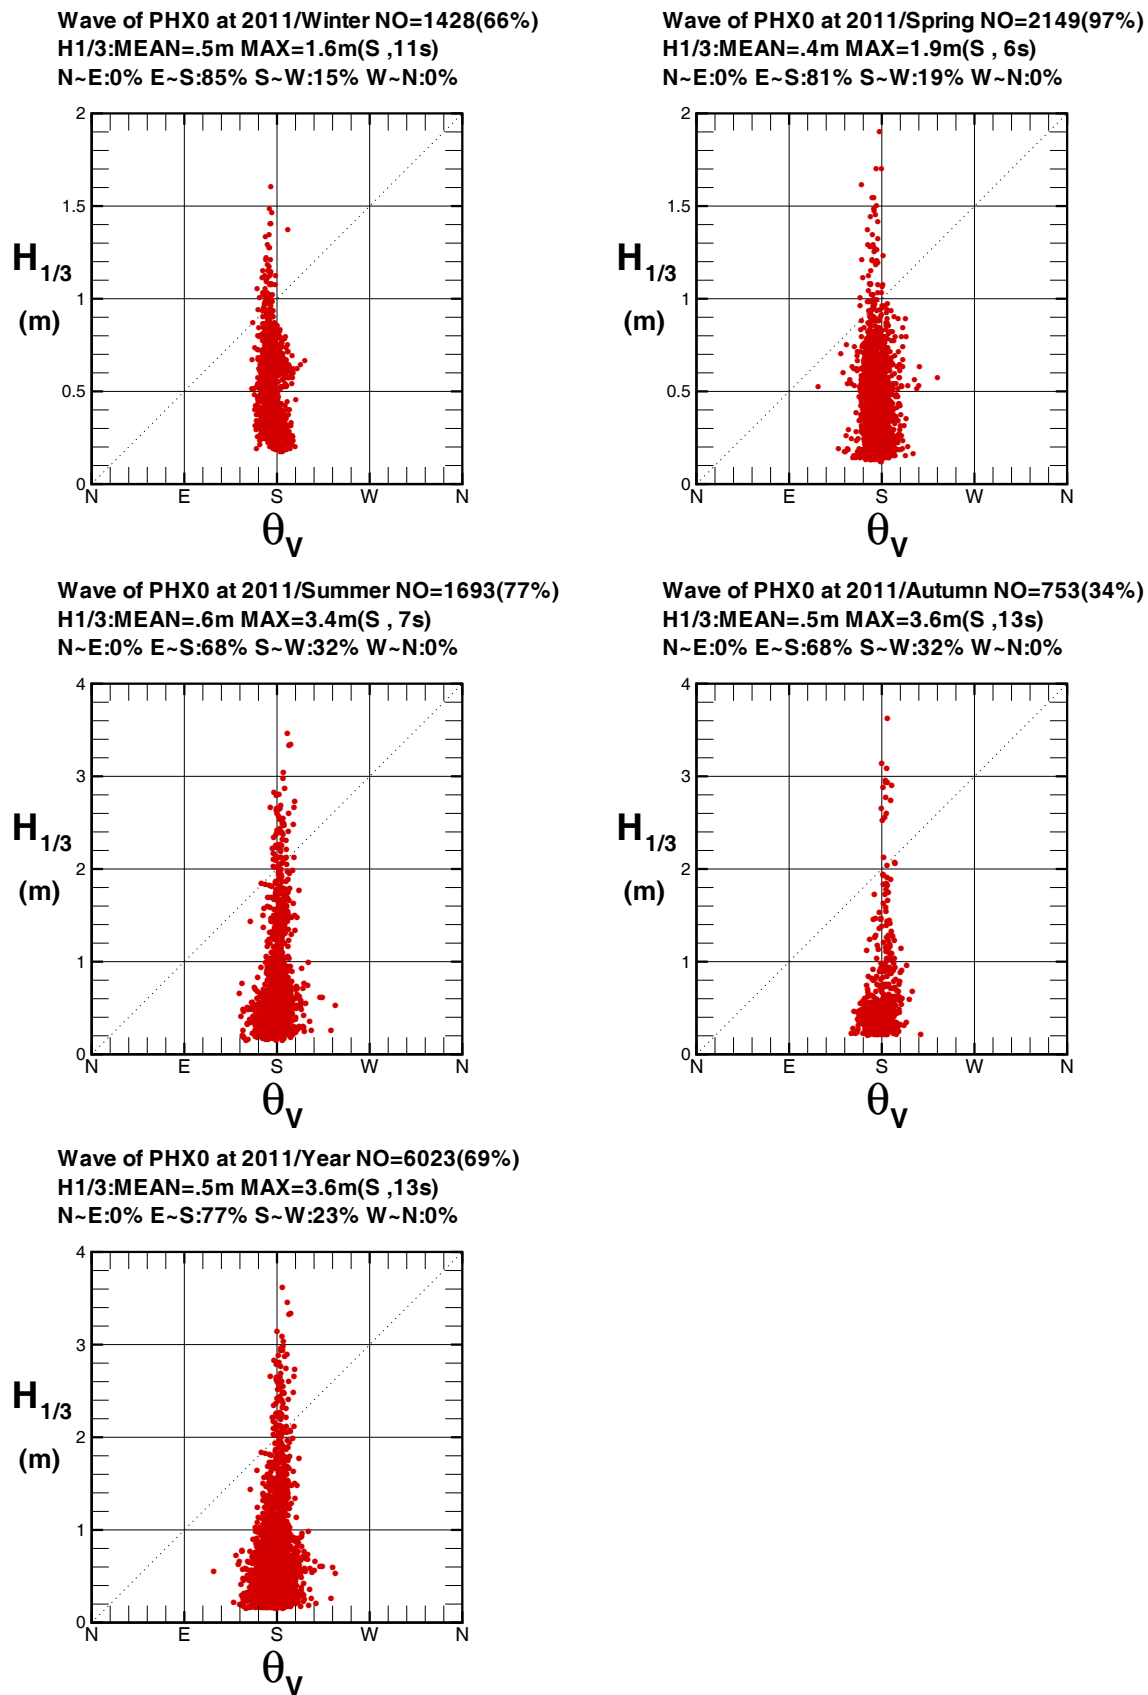 Wave of PHX0 at 2011/Winter NO=1428(66%)
H1/3:MEAN=.5m MAX=1.6m(S ,11s)
N~E:0% E~S:85% S~W:15% W~N:0%
2
1.5
1
0.5
0
H1/3
(m)
N E S W N
θV
Wave of PHX0 at 2011/Spring NO=2149(97%)
H1/3:MEAN=.4m MAX=1.9m(S , 6s)
N~E:0% E~S:81% S~W:19% W~N:0%
2
1.5
1
0.5
0
H1/3
(m)
N E S W N
θV
Wave of PHX0 at 2011/Summer NO=1693(77%)
H1/3:MEAN=.6m MAX=3.4m(S , 7s)
N~E:0% E~S:68% S~W:32% W~N:0%
4
3
2
1
0
H1/3
(m)
N E S W N
θV
Wave of PHX0 at 2011/Autumn NO=753(34%)
H1/3:MEAN=.5m MAX=3.6m(S ,13s)
N~E:0% E~S:68% S~W:32% W~N:0%
4
3
2
1
0
H1/3
(m)
N E S W N
θV
Wave of PHX0 at 2011/Year NO=6023(69%)
H1/3:MEAN=.5m MAX=3.6m(S ,13s)
N~E:0% E~S:77% S~W:23% W~N:0%
4
3
2
1
0
H1/3
(m)
N E S W N
θV